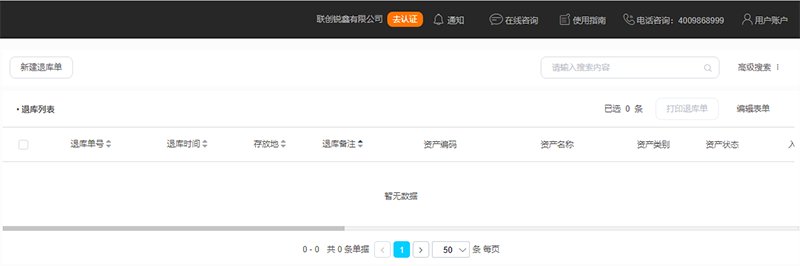 联创锐鑫有限公司 去认证 通知 在线咨询 使用指南 电话咨询：4009868999 用户账户
新建退库单 请输入搜索内容 高级搜索
• 退库列表 已选 0 条 打印退库单 编辑表单
退库单号 退库时间 存放地 退库备注 资产编码 资产名称 资产类别 资产状态 入
暂无数据
0 - 0 共 0 条单据 1 50 条 每页